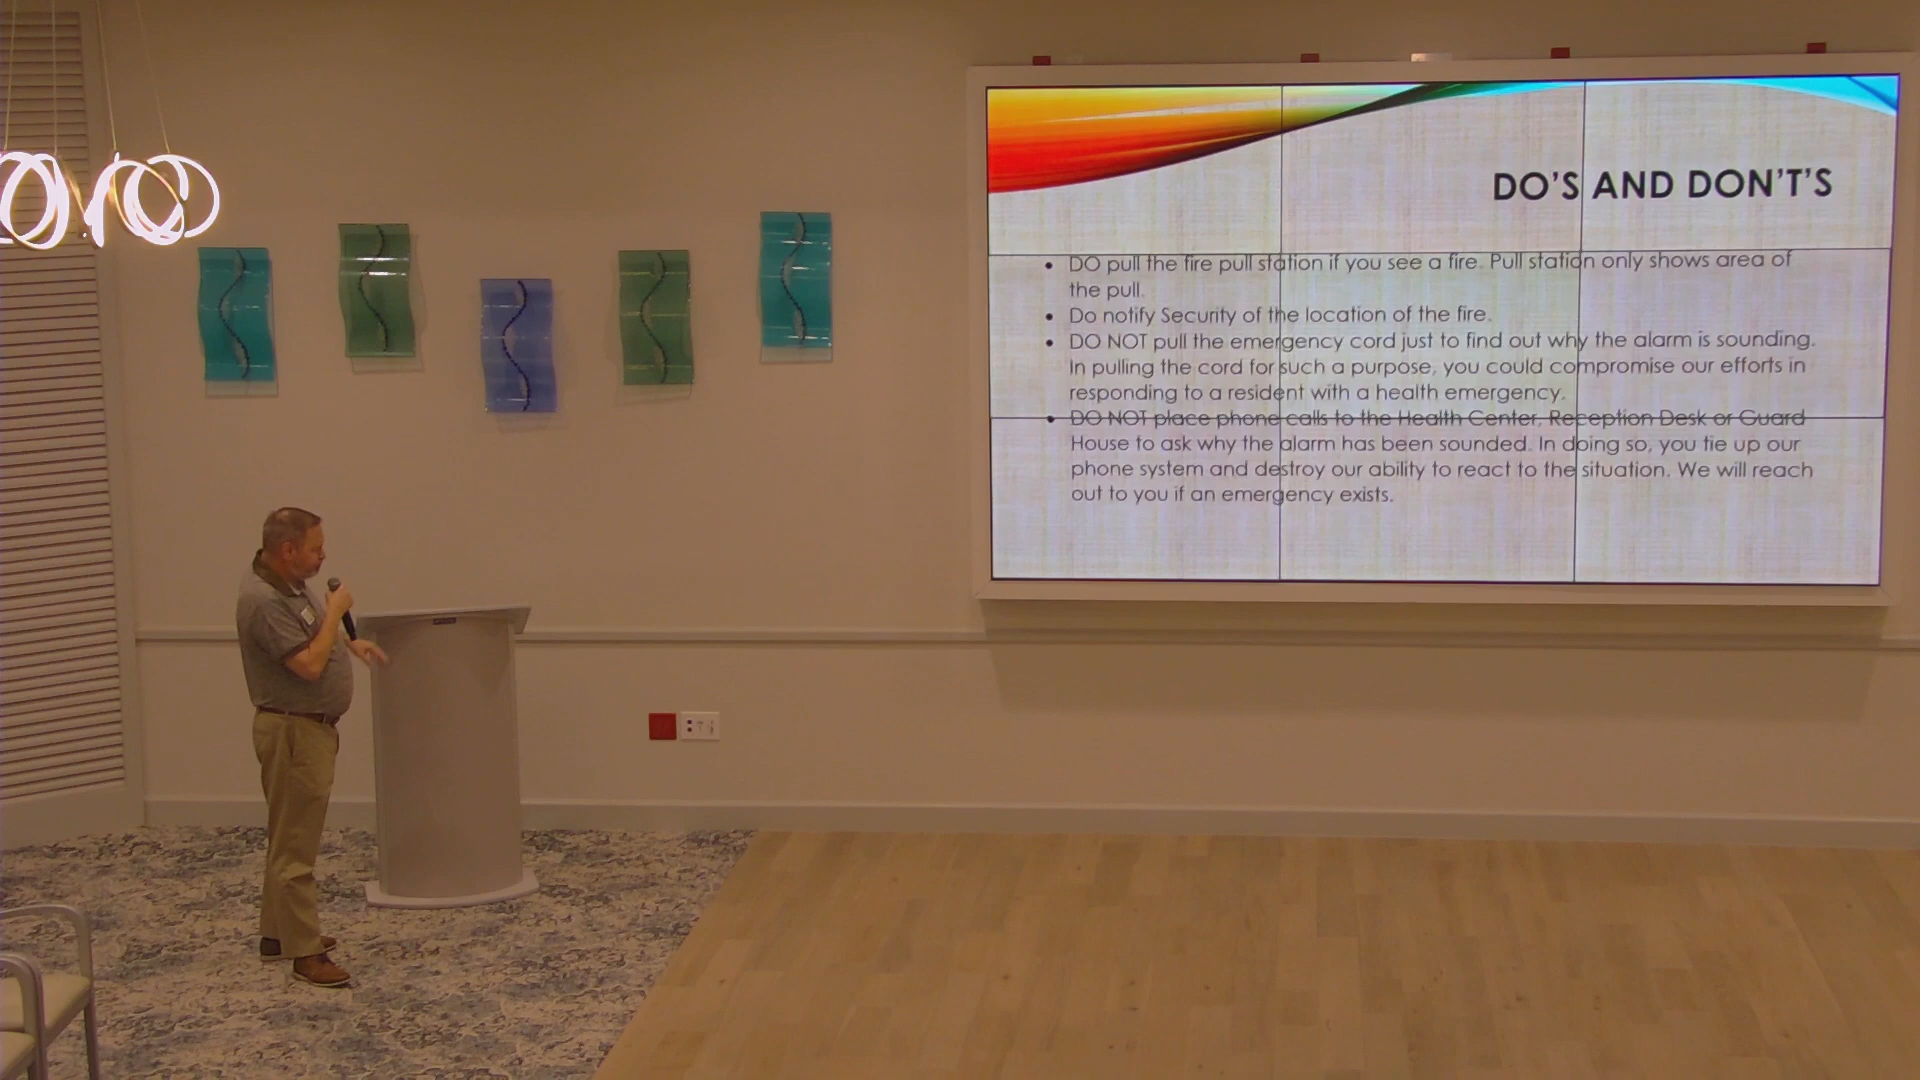 DO'S AND DON'T'S
• DO pull the fire pull station if you see a fire. Pull station only shows area of
the pull.
• Do notify Security of the location of the fire.
• DO NOT pull the emergency cord just to find out why the alarm is sounding.
In pulling the cord for such a purpose, you could compromise our efforts in
responding to a resident with a health emergency.
• DO NOT place phone calls to the Health Center, Reception Desk or Guard
House to ask why the alarm has been sounded. In doing so, you tie up our
phone system and destroy our ability to react to the situation. We will reach
out to you if an emergency exists.